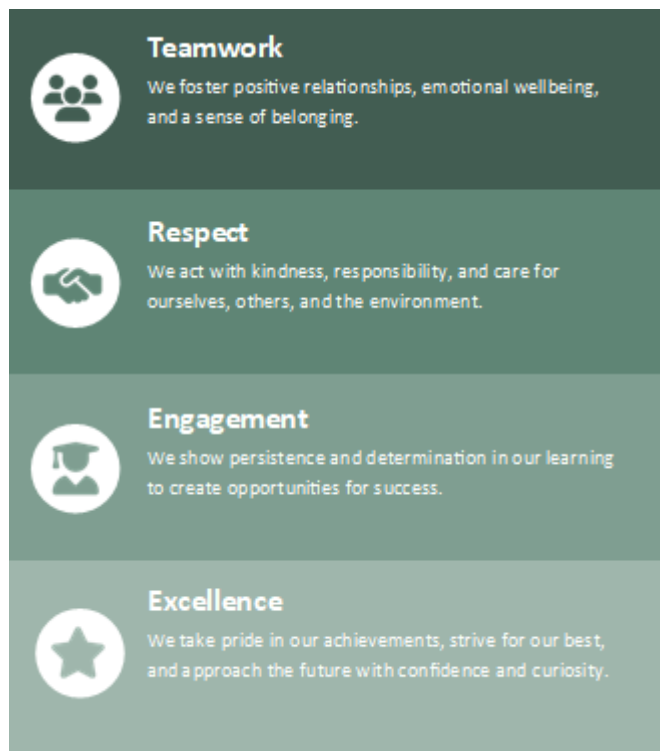 Teamwork
We foster positive relationships, emotional wellbeing,
and a sense of belonging.
Respect
We act with kindness, responsibility, and care for
ourselves, others, and the environment.
Engagement
We show persistence and determination in our learning
to create opportunities for success.
Excellence
We take pride in our achievements, strive for our best,
and approach the future with confidence and curiosity.